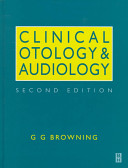 CLINICAL
OTOLOGY &
AUDIOLOGY
SECOND EDITION
G G BROWNING